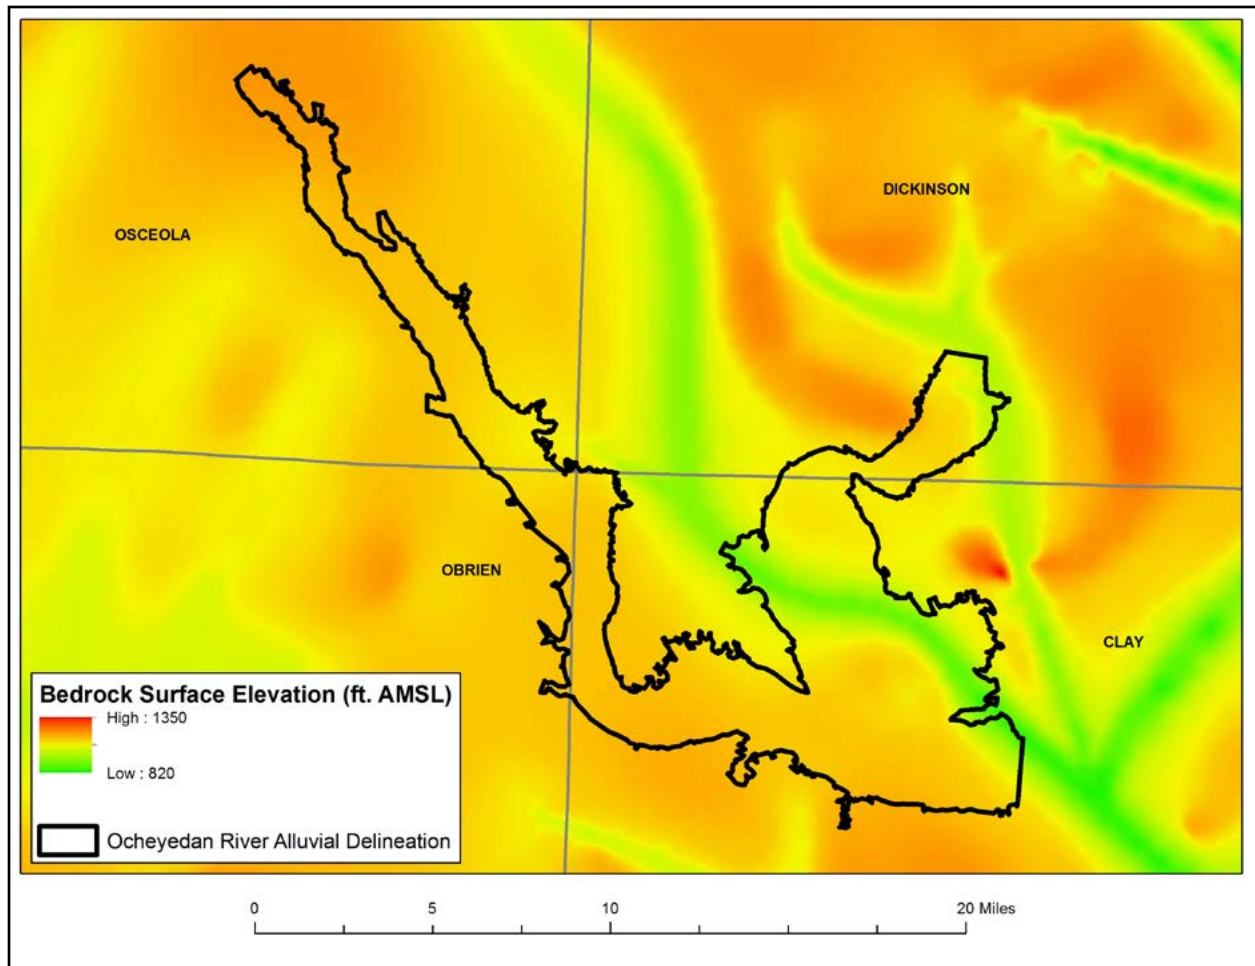 DICKINSON
OSCEOLA
OBRIEN
CLAY
Bedrock Surface Elevation (ft. AMSL)
High : 1350
Low : 820
Ocheyedan River Alluvial Delineation
0 5 10 20 Miles